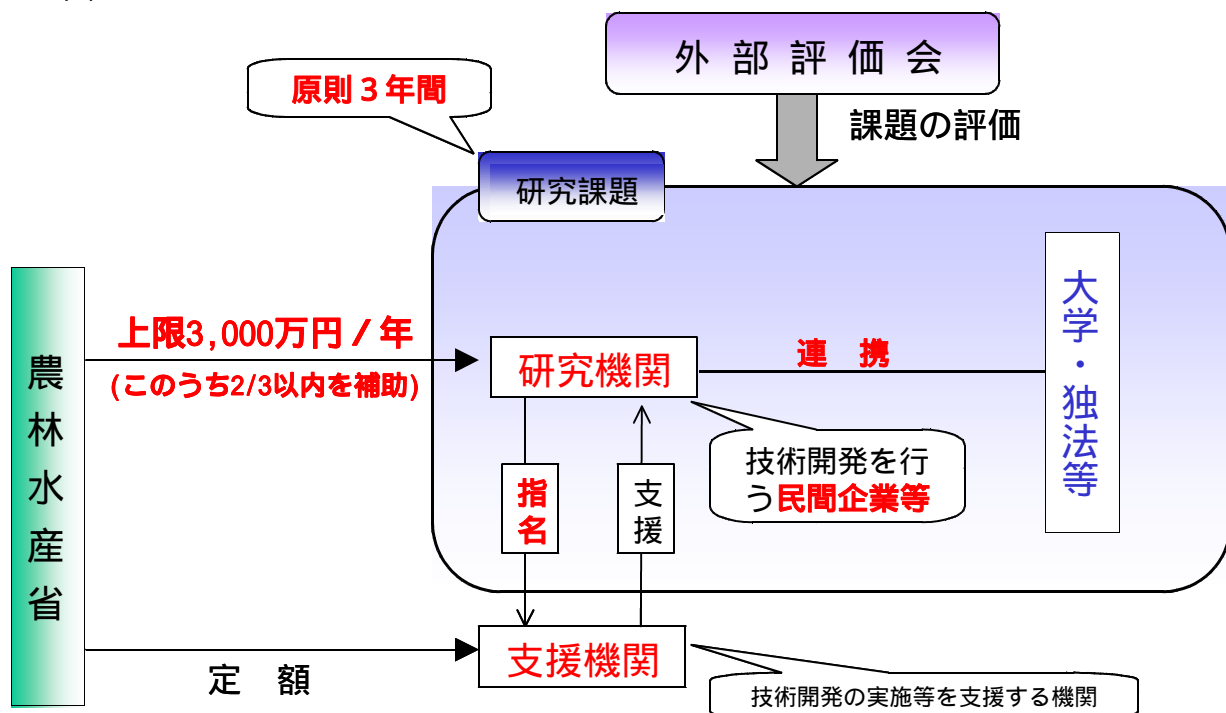 外部評価会
原則３年間
課題の評価
研究課題
農林水産省
上限3,000万円／年
(このうち2/3以内を補助)
研究機関
連　携
大学・独法等
技術開発を行
う民間企業等
指名
支援
支援機関
定　額
技術開発の実施等を支援する機関